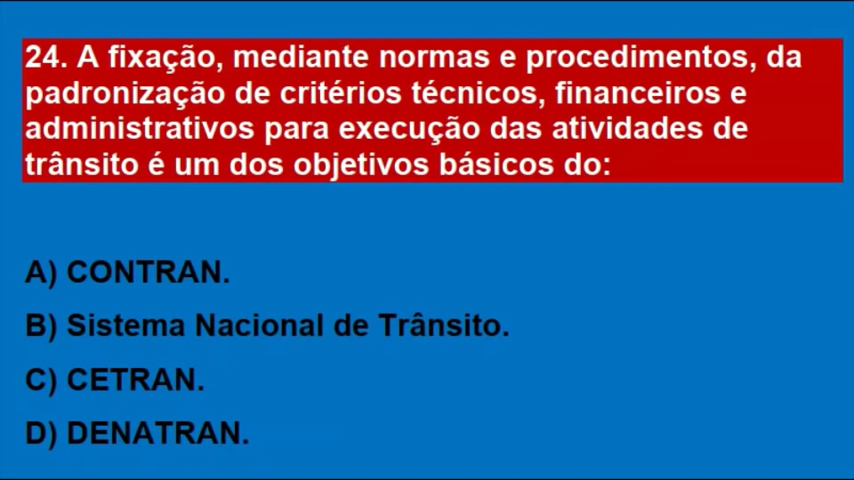 24. A fixação, mediante normas e procedimentos, da
padronização de critérios técnicos, financeiros e
administrativos para execução das atividades de
trânsito é um dos objetivos básicos do:
A) CONTRAN.
B) Sistema Nacional de Trânsito.
C) CETRAN.
D) DENATRAN.